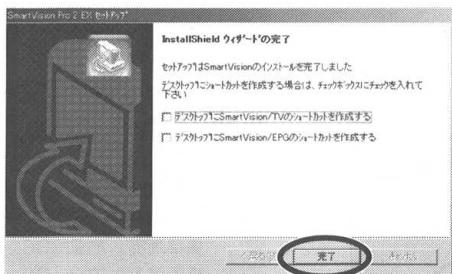 SmartVision Pro 2 EX セットアップ
InstallShield ウィザードの完了
セットアップはSmartVisionのインストールを完了しました
デスクトップにショートカットを作成する場合は、チェックボックスにチェックを入れて
下さい
デスクトップにSmartVision/TVのショートカットを作成する
デスクトップにSmartVision/EPGのショートカットを作成する
< 戻る(B)
完了
キャンセル